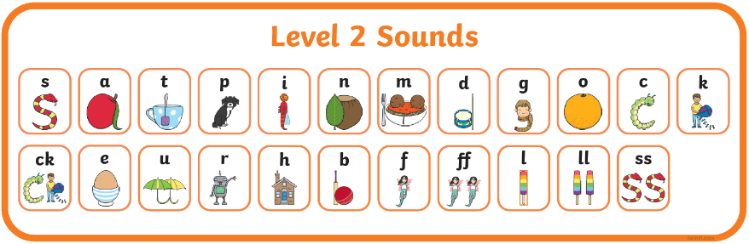 Level 2 Sounds
s a t p i n m d g o c k
ck e u r h b f ff l ll ss